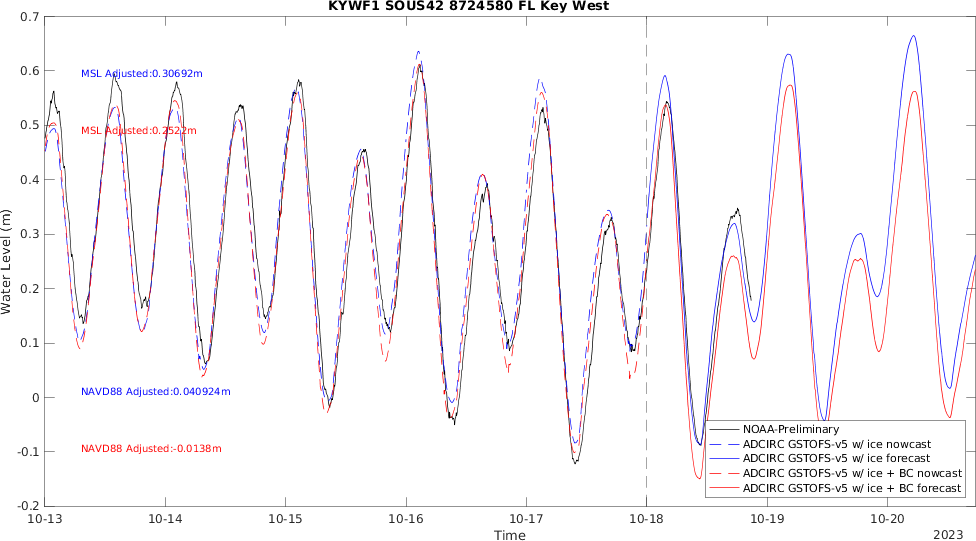 KYWF1 SOUS42 8724580 FL Key West
0.7
0.6
0.5
0.4
0.3
0.2
0.1
0
-0.1
-0.2
Water Level (m)
MSL Adjusted:0.30692m
MSL Adjusted:0.2522m
NAVD88 Adjusted:0.040924m
NAVD88 Adjusted:-0.0138m
NOAA-Preliminary
ADCIRC GSTOFS-v5 w/ ice nowcast
ADCIRC GSTOFS-v5 w/ ice forecast
ADCIRC GSTOFS-v5 w/ ice + BC nowcast
ADCIRC GSTOFS-v5 w/ ice + BC forecast
10-13 10-14 10-15 10-16 10-17 10-18 10-19 10-20
Time
2023